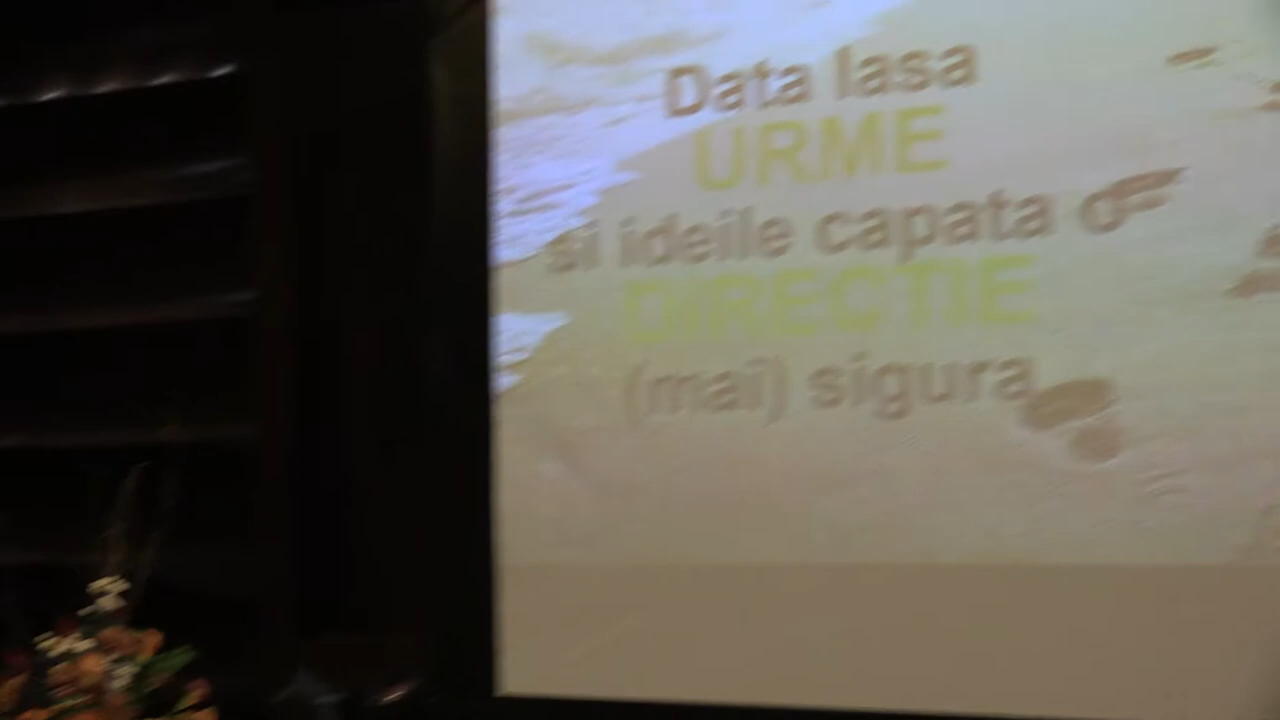 Data lasa
URME
si ideile capata o
DIRECTIE
(mai) sigura